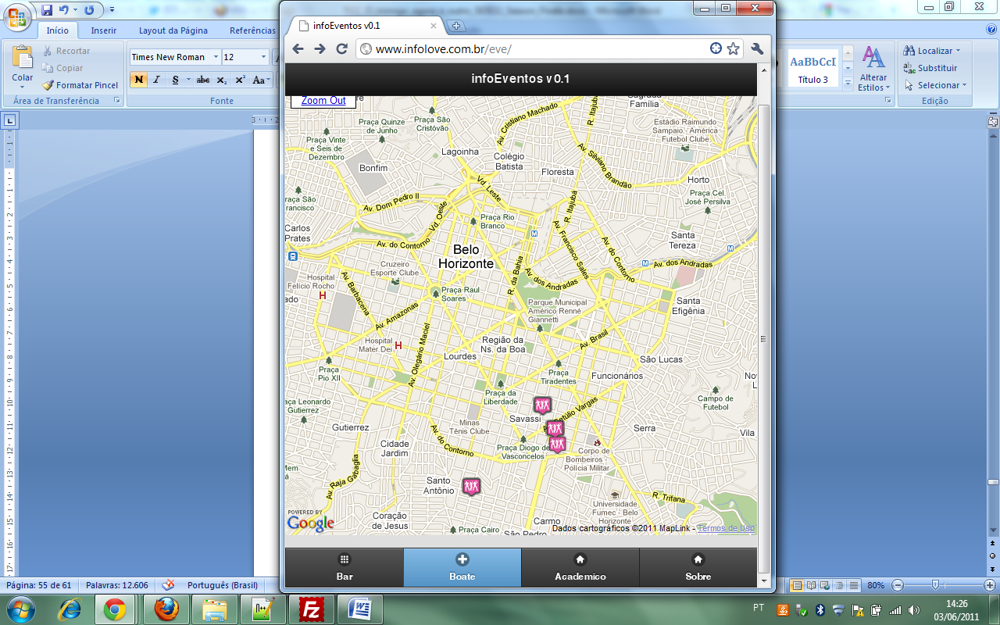 infoEventos v0.1
www.infolove.com.br/eve/
Início
Inserir
Layout da Página
Referências
Colar
Recortar
Copiar
Formatar Pincel
Área de Transferência
Times New Roman
12
N
I
S
abc
x₂
x²
Aa
Fonte
AaBbCcI
Título 3
Alterar
Estilos
Localizar
Substituir
Selecionar
Edição
infoEventos v0.1
Zoom Out
Praça Quinze
de Junho
Praça São
Cristóvão
Av. Cristiano Machado
R. Itajubá
Sagrada
Família
Estádio Raimundo
Sampaio - América
Futebol Clube
Praça Vinte
e Seis de
Dezembro
Lagoinha
Colégio
Batista
Av. Silviano Brandão
Bonfim
Floresta
Horto
Praça Cel.
José Persilva
Vd. Leste
raça São
rancisco
Av. Dom Pedro II
Vd. Oeste
R. Itajubá
Praça Rio
Branco
Carlos
Prates
Av. do Contorno
Av. Francisco Sales
Av. do Contorno
Santa
Tereza
Belo
Horizonte
Cruzeiro
Esporte Clube
R. da Bahia
Av. dos Andradas
Av. dos Andradas
Hospital
Felício Rocho
Av. Barbacena
Praça Raul
Soares
ado
Parque Municipal
Américo Renné
Giannetti
Santa
Efigênia
Av. Amazonas
Av. Olegário Maciel
Hospital
Mater Dei
Região da
Ns. da Boa
Av. Brasil
Lourdes
São Lucas
Praça
Pio XII
Praça
Tiradentes
Funcionários
Praça da
Liberdade
aça Leonardo
Gutierrez
Campo de
Futebol
Av. Getúlio Vargas
Savassi
Minas
Tênis Clube
Gutierrez
Serra
Vila
Cidade
Jardim
Av. do Contorno
Praça Diogo de
Vasconcelos
Corpo de
Bombeiros -
Polícia Militar
Mem
Av. Raja Gabaglia
Santo
Antônio
R. Tritana
Universidade
Fumec - Belo
Horizonte
Coração
de Jesus
Carmo
POWERED BY
Google
Praça Cairo
São Pedro
Dados cartográficos ©2011 MapLink - Termos de Uso
Bar
Boate
Academico
Sobre
Página: 55 de 61
Palavras: 12.606
Português (Brasil)
80%
PT
14:26
03/06/2011